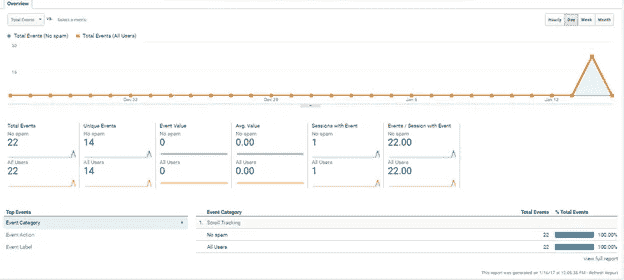 Overview
Total Events vs. Select a metric
Hourly Day Week Month
Total Events (No spam) Total Events (All Users)
Dec 22 Dec 29 Jan 5 Jan 12
Total Events Unique Events Event Value Avg. Value Sessions with Event Events / Session with Event
No spam No spam No spam No spam No spam No spam
22 14 0 0.00 1 22.00
All Users All Users All Users All Users All Users All Users
22 14 0 0.00 1 22.00
Top Events Event Category Total Events % Total Events
Event Category 1. Scroll Tracking
Event Action No spam 22 100.00%
Event Label All Users 22 100.00%
view full report
This report was generated on 1/16/17 at - Refresh Report